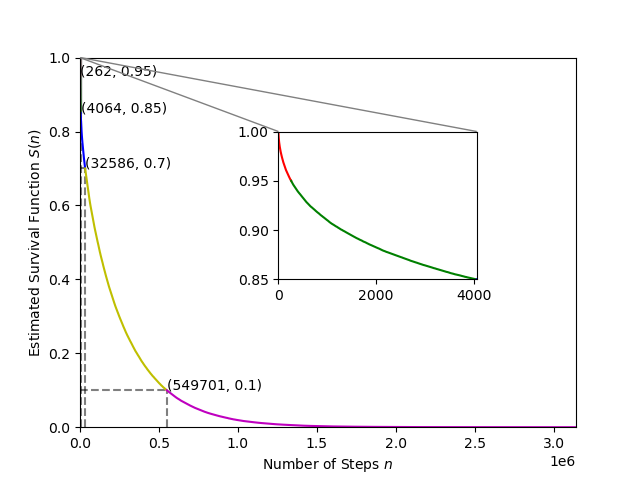 1.0
(262, 0.95)
(4064, 0.85)
0.8
(32586, 0.7)
0.6
0.4
0.2
0.0
(549701, 0.1)
Estimated Survival Function S(n)
1.00
0.95
0.90
0.85
0 2000 4000
0.0 0.5 1.0 1.5 2.0 2.5 3.0
1e6
Number of Steps n